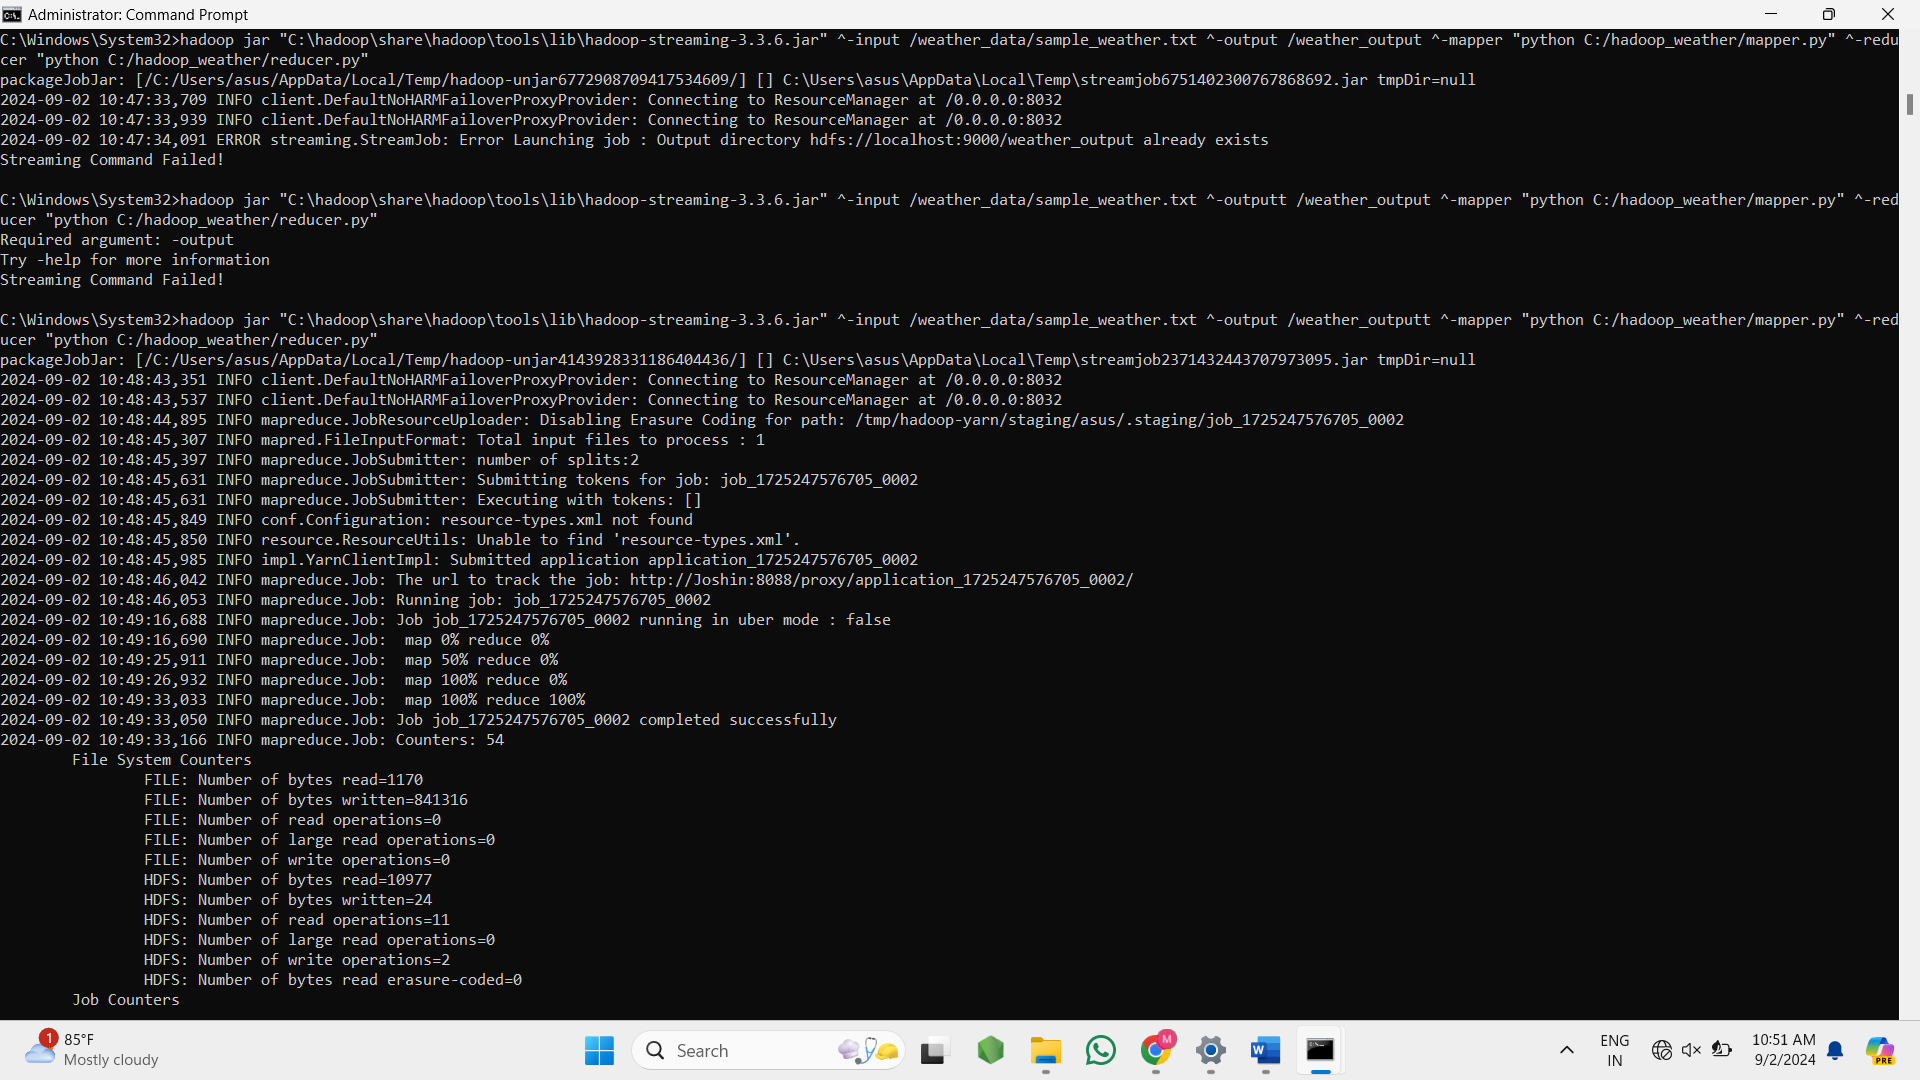 Administrator: Command Prompt
C:\Windows\System32>hadoop jar "C:\hadoop\share\hadoop\tools\lib\hadoop-streaming-3.3.6.jar" ^-input /weather_data/sample_weather.txt ^-output /weather_output ^-mapper "python C:/hadoop_weather/mapper.py" ^-redu
cer "python C:/hadoop_weather/reducer.py"
packageJobJar: [/C:/Users/asus/AppData/Local/Temp/hadoop-unjar6772908709417534609/] [] C:\Users\asus\AppData\Local\Temp\streamjob6751402300767868692.jar tmpDir=null
2024-09-02 10:47:33,709 INFO client.DefaultNoHARMFailoverProxyProvider: Connecting to ResourceManager at /0.0.0.0:8032
2024-09-02 10:47:33,939 INFO client.DefaultNoHARMFailoverProxyProvider: Connecting to ResourceManager at /0.0.0.0:8032
2024-09-02 10:47:34,091 ERROR streaming.StreamJob: Error Launching job : Output directory hdfs://localhost:9000/weather_output already exists
Streaming Command Failed!
C:\Windows\System32>hadoop jar "C:\hadoop\share\hadoop\tools\lib\hadoop-streaming-3.3.6.jar" ^-input /weather_data/sample_weather.txt ^-outputt /weather_output ^-mapper "python C:/hadoop_weather/mapper.py" ^-red
ucer "python C:/hadoop_weather/reducer.py"
Required argument: -output
Try -help for more information
Streaming Command Failed!
C:\Windows\System32>hadoop jar "C:\hadoop\share\hadoop\tools\lib\hadoop-streaming-3.3.6.jar" ^-input /weather_data/sample_weather.txt ^-output /weather_outputt ^-mapper "python C:/hadoop_weather/mapper.py" ^-red
ucer "python C:/hadoop_weather/reducer.py"
packageJobJar: [/C:/Users/asus/AppData/Local/Temp/hadoop-unjar4143928331186404436/] [] C:\Users\asus\AppData\Local\Temp\streamjob2371432443707973095.jar tmpDir=null
2024-09-02 10:48:43,351 INFO client.DefaultNoHARMFailoverProxyProvider: Connecting to ResourceManager at /0.0.0.0:8032
2024-09-02 10:48:43,537 INFO client.DefaultNoHARMFailoverProxyProvider: Connecting to ResourceManager at /0.0.0.0:8032
2024-09-02 10:48:44,895 INFO mapreduce.JobResourceUploader: Disabling Erasure Coding for path: /tmp/hadoop-yarn/staging/asus/.staging/job_1725247576705_0002
2024-09-02 10:48:45,307 INFO mapred.FileInputFormat: Total input files to process : 1
2024-09-02 10:48:45,397 INFO mapreduce.JobSubmitter: number of splits:2
2024-09-02 10:48:45,631 INFO mapreduce.JobSubmitter: Submitting tokens for job: job_1725247576705_0002
2024-09-02 10:48:45,631 INFO mapreduce.JobSubmitter: Executing with tokens: []
2024-09-02 10:48:45,849 INFO conf.Configuration: resource-types.xml not found
2024-09-02 10:48:45,850 INFO resource.ResourceUtils: Unable to find 'resource-types.xml'.
2024-09-02 10:48:45,985 INFO impl.YarnClientImpl: Submitted application application_1725247576705_0002
2024-09-02 10:48:46,042 INFO mapreduce.Job: The url to track the job: http://Joshin:8088/proxy/application_1725247576705_0002/
2024-09-02 10:48:46,053 INFO mapreduce.Job: Running job: job_1725247576705_0002
2024-09-02 10:49:16,688 INFO mapreduce.Job: Job job_1725247576705_0002 running in uber mode : false
2024-09-02 10:49:16,690 INFO mapreduce.Job:  map 0% reduce 0%
2024-09-02 10:49:25,911 INFO mapreduce.Job:  map 50% reduce 0%
2024-09-02 10:49:26,932 INFO mapreduce.Job:  map 100% reduce 0%
2024-09-02 10:49:33,033 INFO mapreduce.Job:  map 100% reduce 100%
2024-09-02 10:49:33,050 INFO mapreduce.Job: Job job_1725247576705_0002 completed successfully
2024-09-02 10:49:33,166 INFO mapreduce.Job: Counters: 54
File System Counters
FILE: Number of bytes read=1170
FILE: Number of bytes written=841316
FILE: Number of read operations=0
FILE: Number of large read operations=0
FILE: Number of write operations=0
HDFS: Number of bytes read=10977
HDFS: Number of bytes written=24
HDFS: Number of read operations=11
HDFS: Number of large read operations=0
HDFS: Number of write operations=2
HDFS: Number of bytes read erasure-coded=0
Job Counters
1
85°F
Mostly cloudy
Search
M
W
PRE
ENG
IN
10:51 AM
9/2/2024